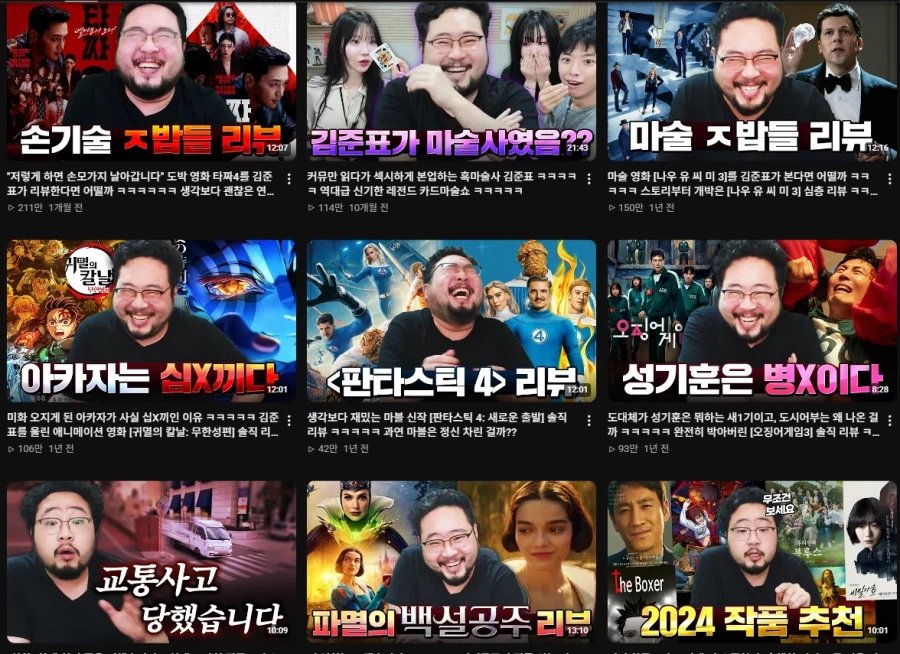 타짜
손기술 ㅈ밥들 리뷰
12:07
김준표가 마술사였음??
21:43
마술 ㅈ밥들 리뷰
12:16
"저렇게 하면 손모가지 날아갑니다" 도박 영화 타짜4를 김준
표가 리뷰한다면 어떨까 ㅋㅋㅋㅋㅋㅋ 생각보다 괜찮은 연...
211만 1개월 전
커뮤만 읽다가 섹시하게 본업하는 흑마술사 김준표 ㅋㅋㅋㅋ
ㅋ 역대급 신기한 레전드 카드마술쇼 ㅋㅋㅋㅋㅋ
114만 10개월 전
마술 영화 [나우 유 씨 미 3]를 김준표가 본다면 어떨까 ㅋㅋ
ㅋㅋㅋ 스토리부터 개박은 [나우 유 씨 미 3] 심층 리뷰 ㅋㅋ...
150만 1년 전
귀멸의
칼날
아카자는 십X끼다
12:01
4
<판타스틱 4> 리뷰
12:01
오징어게
성기훈은 병X이다
8:28
미화 오지게 된 아카자가 사실 십x끼인 이유 ㅋㅋㅋㅋㅋ 김준
표를 울린 애니메이션 영화 [귀멸의 칼날: 무한성편] 솔직 리...
106만 1년 전
생각보다 재밌는 마블 신작 [판타스틱 4: 새로운 출발] 솔직
리뷰 ㅋㅋㅋㅋㅋ 과연 마블은 정신 차린 걸까??
42만 1년 전
도대체가 성기훈은 뭐하는 새1기이고, 도시어부는 왜 나온 걸
까 ㅋㅋㅋㅋㅋ 완전히 박아버린 [오징어게임3] 솔직 리뷰 ㅋ...
93만 1년 전
교통사고
당했습니다
10:09
파멸의 백설공주 리뷰
13:10
무조건
보세요
the Boxer
우리들의
블루스
비밀의 숲
2024 작품 추천
10:01